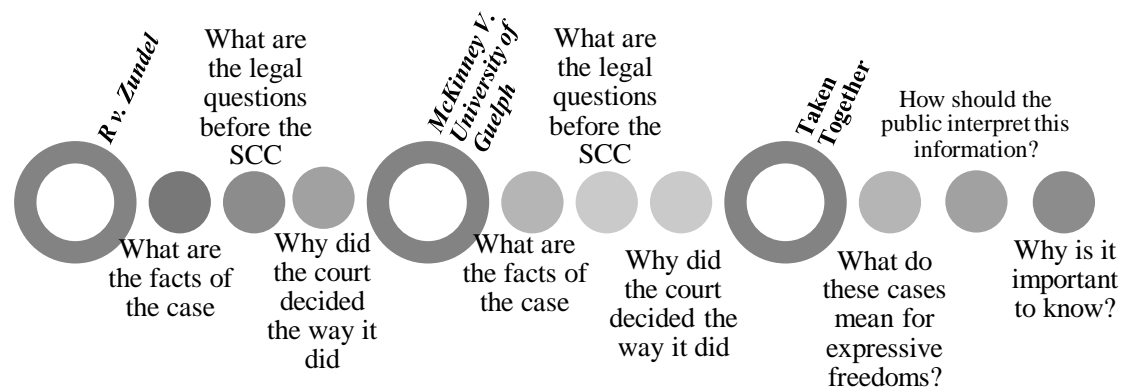 R v. Zundel
What are
the facts of
the case
What are
the legal
questions
before the
SCC
Why did
the court
decided
the way it
did
McKinney V.
University of
Guelph
What are
the facts of
the case
What are
the legal
questions
before the
SCC
Why did
the court
decided the
way it did
Taken
Together
What do
these cases
mean for
expressive
freedoms?
How should the
public interpret this
information?
Why is it
important
to know?